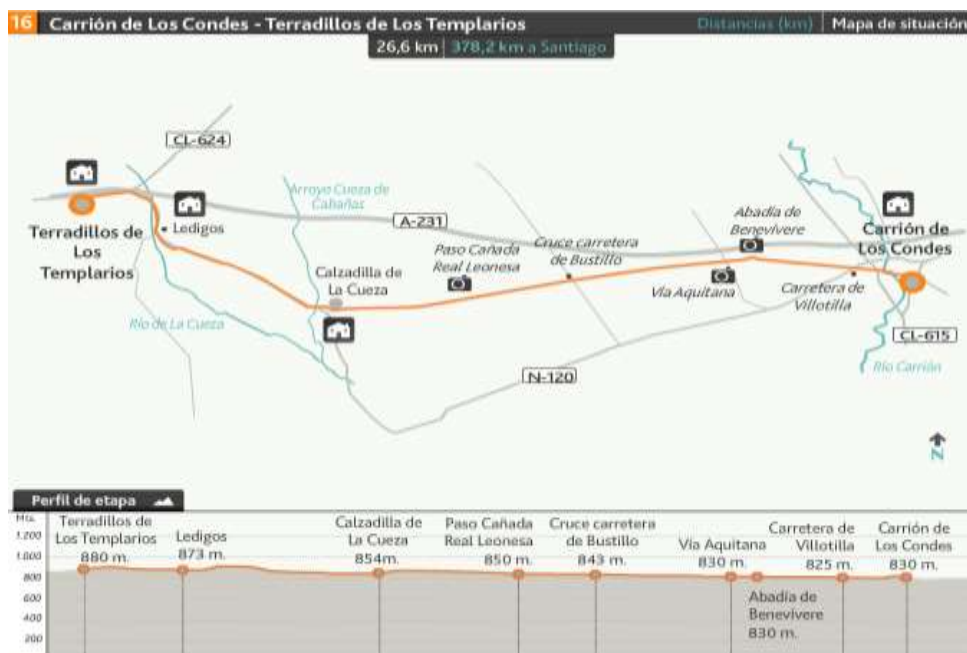 16 Carrión de Los Condes - Terradillos de Los Templarios
Distancias (km) | Mapa de situación
26,6 km | 378,2 km a Santiago
CL-624
Arroyo Cueza de
Cabañas
Terradillos de
Los
Templarios
Ledigos
A-231
Calzadilla de
La Cueza
Paso Cañada
Real Leonesa
Cruce carretera
de Bustillo
Abadía de
Benevívere
Carrión de
Los Condes
Vía Aquitana
Carretera de
Villotilla
Río de La Cueza
N-120
CL-615
Río Carrión
N
Perfil de etapa
Mts.
1.200
1.000
800
600
400
200
Terradillos de
Los Templarios
880 m.
Ledigos
873 m.
Calzadilla de
La Cueza
854m.
Paso Cañada
Real Leonesa
850 m.
Cruce carretera
de Bustillo
843 m.
Vía Aquitana
830 m.
Abadía de
Benevívere
830 m.
Carretera de
Villotilla
825 m.
Carrión de
Los Condes
830 m.